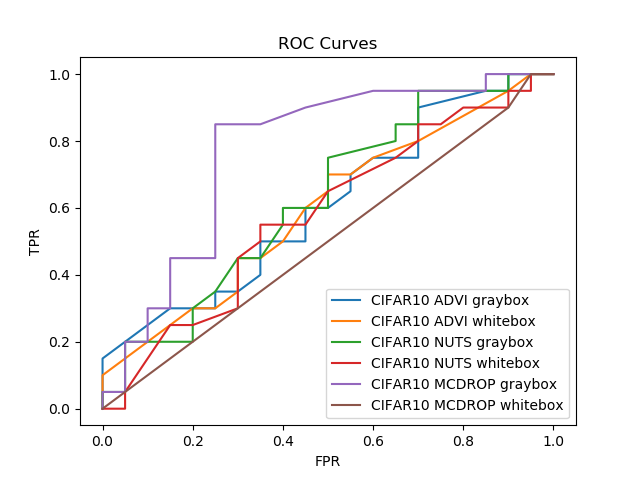 ROC Curves
1.0
0.8
0.6
0.4
0.2
0.0
TPR
CIFAR10 ADVI graybox
CIFAR10 ADVI whitebox
CIFAR10 NUTS graybox
CIFAR10 NUTS whitebox
CIFAR10 MCDROP graybox
CIFAR10 MCDROP whitebox
0.0 0.2 0.4 0.6 0.8 1.0
FPR